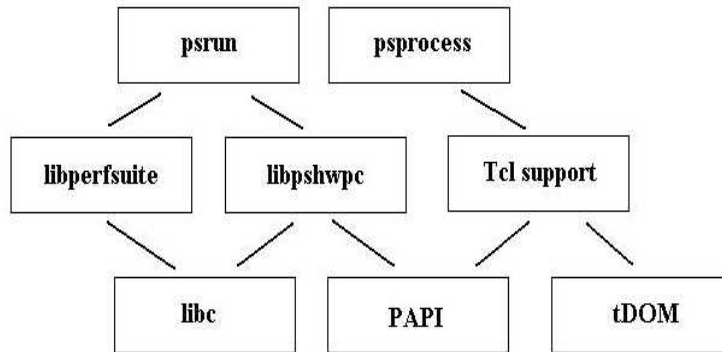 psrun
psprocess
libperfsuite
libpshwpc
Tcl support
libc
PAPI
tDOM